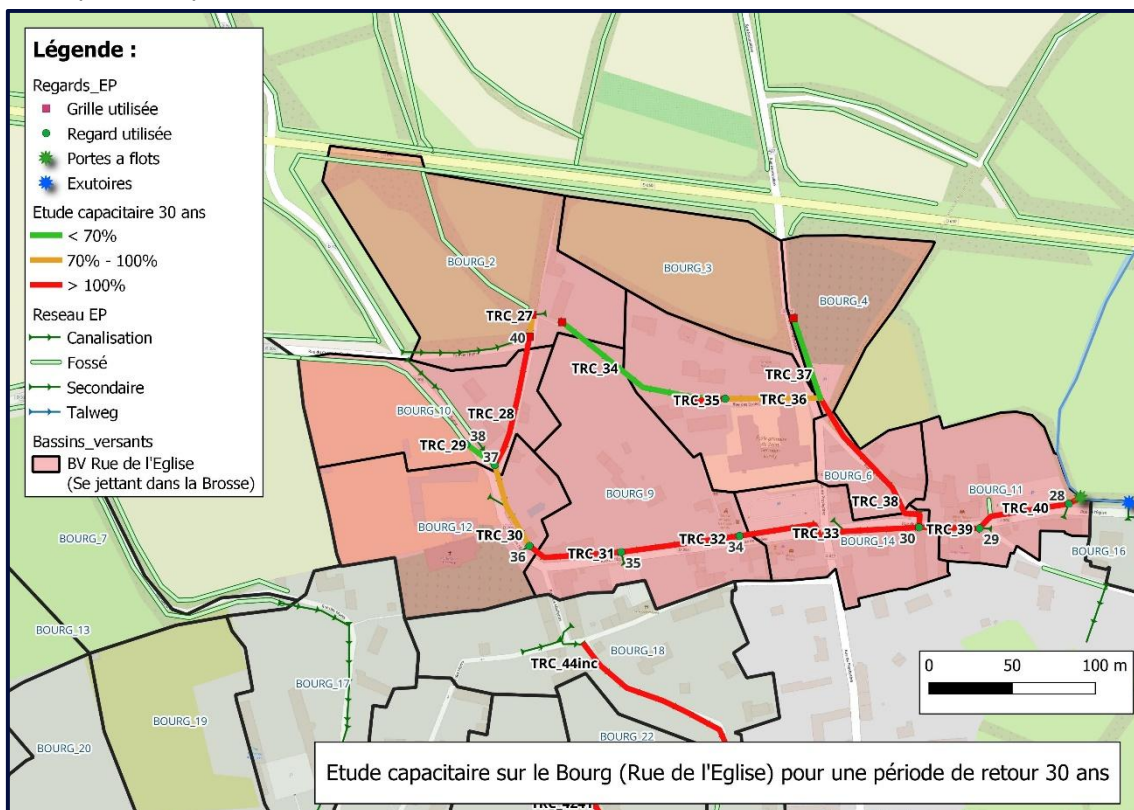 Légende :
Regards_EP
Grille utilisée
Regard utilisée
Portes a flots
Exutoires
Etude capacitaire 30 ans
< 70%
70% - 100%
> 100%
Reseau EP
Canalisation
Fossé
Secondaire
Talweg
Bassins_versants
BV Rue de l'Eglise
(Se jettant dans la Brosse)
BOURG_2
BOURG_3
BOURG_4
TRC_27
40
TRC_34
TRC_37
TRC_35
TRC_36
BOURG_10
TRC_28
TRC_29
38
37
BOURG_6
BOURG_9
BOURG_11
28
TRC_38
TRC_40
BOURG_12
TRC_30
36
TRC_31
35
TRC_32
34
TRC_33
BOURG_14
30
TRC_39
29
BOURG_16
BOURG_7
BOURG_13
BOURG_17
BOURG_18
TRC_44inc
BOURG_19
BOURG_20
BOURG_22
0 50 100 m
Etude capacitaire sur le Bourg (Rue de l'Eglise) pour une période de retour 30 ans